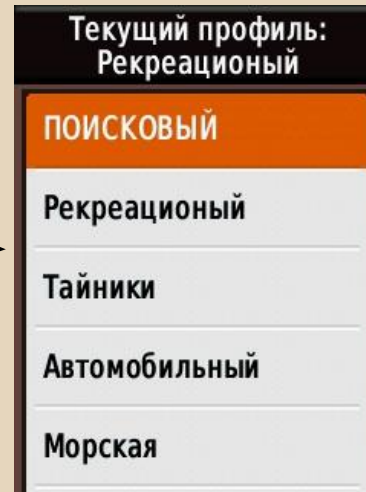 Текущий профиль:
Рекреационый
ПОИСКОВЫЙ
Рекреационый
Тайники
Автомобильный
Морская